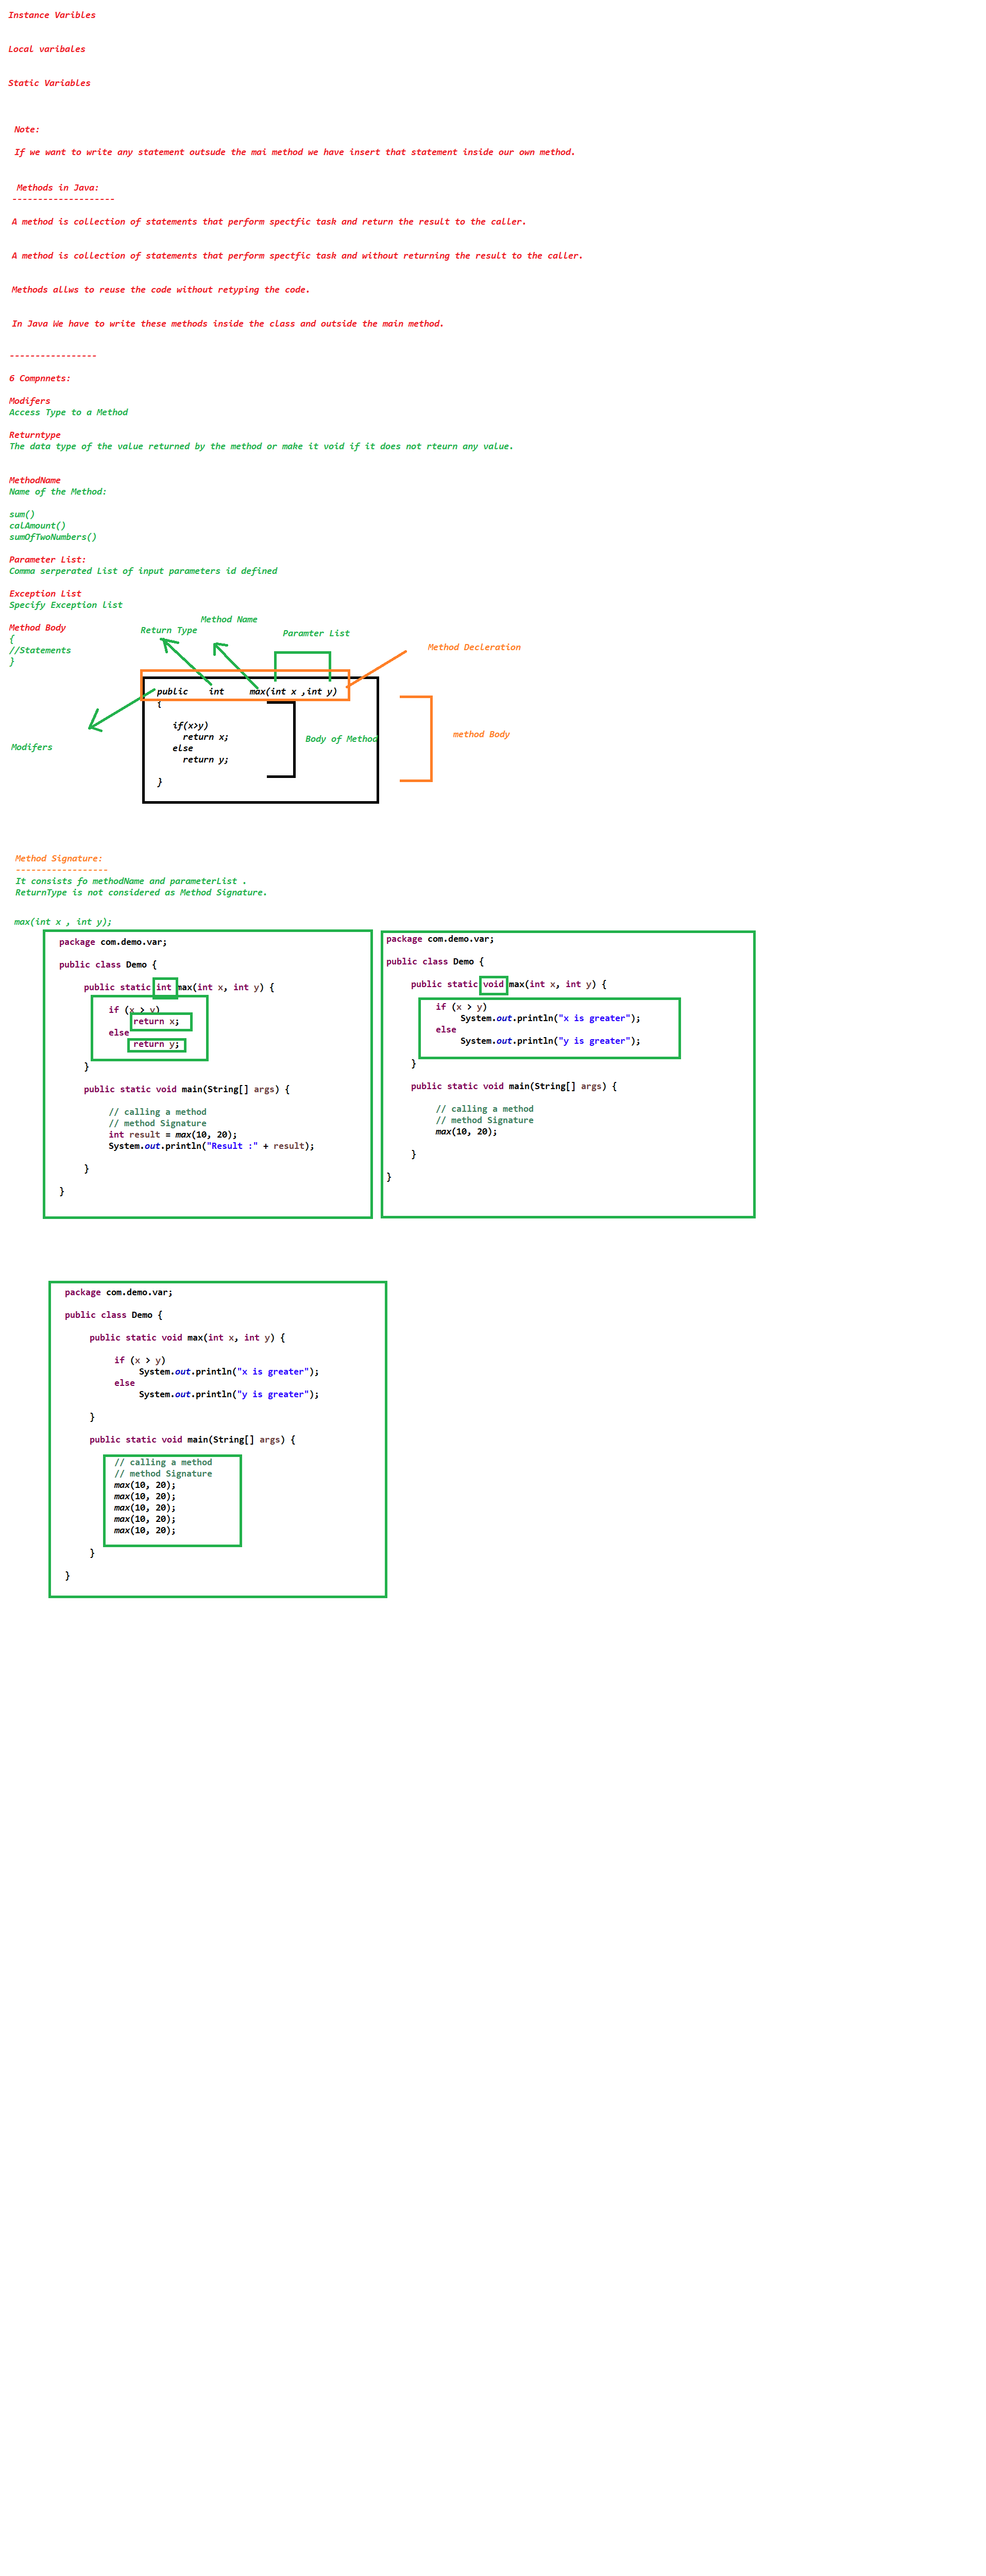 Instance Varibles
Local varibales
Static Variables
Note:
If we want to write any statement outsude the mai method we have insert that statement inside our own method.
Methods in Java:
--------------------
A method is collection of statements that perform spectfic task and return the result to the caller.
A method is collection of statements that perform spectfic task and without returning the result to the caller.
Methods allws to reuse the code without retyping the code.
In Java We have to write these methods inside the class and outside the main method.
-----------------
6 Compnnets:
Modifers
Access Type to a Method
Returntype
The data type of the value returned by the method or make it void if it does not rteurn any value.
MethodName
Name of the Method:
sum()
calAmount()
sumOfTwoNumbers()
Parameter List:
Comma serperated List of input parameters id defined
Exception List
Specify Exception list
Method Body
{
//Statements
}
Method Name
Return Type
Paramter List
Method Decleration
public int max(int x ,int y)
{
if(x>y)
return x;
else
return y;
}
Body of Method
method Body
Modifers
Method Signature:
------------------
It consists fo methodName and parameterList .
ReturnType is not considered as Method Signature.
max(int x , int y);
package com.demo.var;
public class Demo {
public static int max(int x, int y) {
if (x > y)
return x;
else
return y;
}
public static void main(String[] args) {
// calling a method
// method Signature
int result = max(10, 20);
System.out.println("Result :" + result);
}
}
package com.demo.var;
public class Demo {
public static void max(int x, int y) {
if (x > y)
System.out.println("x is greater");
else
System.out.println("y is greater");
}
public static void main(String[] args) {
// calling a method
// method Signature
max(10, 20);
}
}
package com.demo.var;
public class Demo {
public static void max(int x, int y) {
if (x > y)
System.out.println("x is greater");
else
System.out.println("y is greater");
}
public static void main(String[] args) {
// calling a method
// method Signature
max(10, 20);
max(10, 20);
max(10, 20);
max(10, 20);
max(10, 20);
}
}